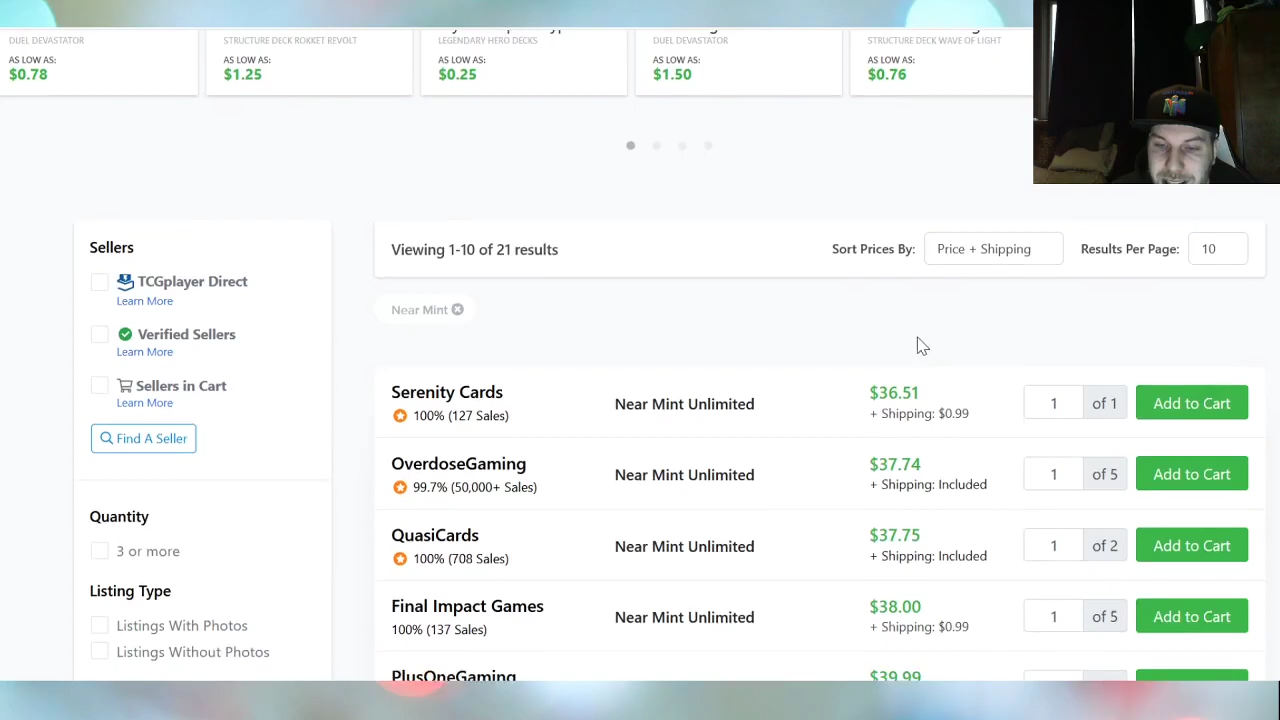 DUEL DEVASTATOR
AS LOW AS:
$0.78
STRUCTURE DECK ROKKET REVOLT
AS LOW AS:
$1.25
LEGENDARY HERO DECKS
AS LOW AS:
$0.25
DUEL DEVASTATOR
AS LOW AS:
$1.50
STRUCTURE DECK WAVE OF LIGHT
AS LOW AS:
$0.76
Sellers
TCGplayer Direct
Learn More
Verified Sellers
Learn More
Sellers in Cart
Learn More
Find A Seller
Quantity
3 or more
Listing Type
Listings With Photos
Listings Without Photos
Viewing 1-10 of 21 results
Sort Prices By: Price + Shipping Results Per Page: 10
Near Mint
Serenity Cards
100% (127 Sales)
Near Mint Unlimited
$36.51
+ Shipping: $0.99
1 of 1 Add to Cart
OverdoseGaming
99.7% (50,000+ Sales)
Near Mint Unlimited
$37.74
+ Shipping: Included
1 of 5 Add to Cart
QuasiCards
100% (708 Sales)
Near Mint Unlimited
$37.75
+ Shipping: Included
1 of 2 Add to Cart
Final Impact Games
100% (137 Sales)
Near Mint Unlimited
$38.00
+ Shipping: $0.99
1 of 5 Add to Cart
PlusOneGaming
$39.99